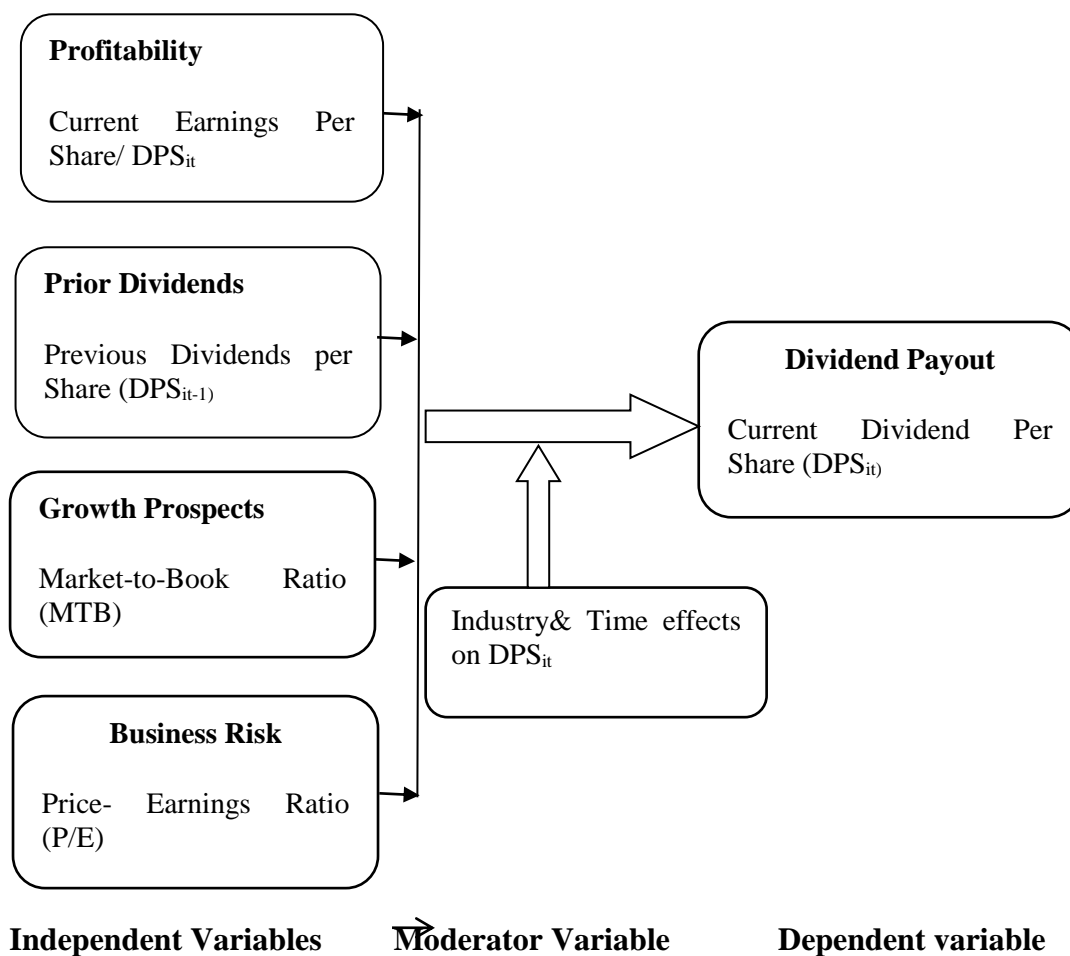 Profitability
Current Earnings Per
Share/ DPSit
Prior Dividends
Previous Dividends per
Share (DPSit-1)
Growth Prospects
Market-to-Book Ratio
(MTB)
Business Risk
Price- Earnings Ratio
(P/E)
Industry& Time effects
on DPSit
Dividend Payout
Current Dividend Per
Share (DPSit)
Independent Variables Moderator Variable Dependent variable